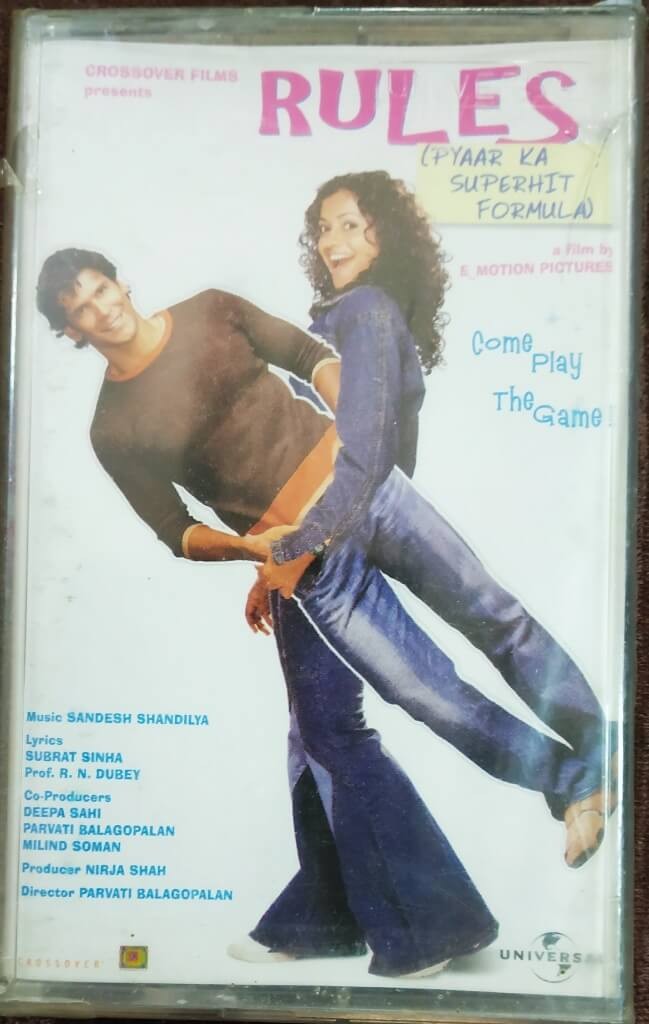 CROSSOVER FILMS
presents
RULES
(PYAAR KA
SUPERHIT
FORMULA)
a film by
E_MOTION PICTURES
Come
Play
The
Game!
Music SANDESH SHANDILYA
Lyrics
SUBRAT SINHA
Prof. R. N. DUBEY
Co-Producers
DEEPA SAHI
PARVATI BALAGOPALAN
MILIND SOMAN
Producer NIRJA SHAH
Director PARVATI BALAGOPALAN
CROSSOVER
UNIVERSAL